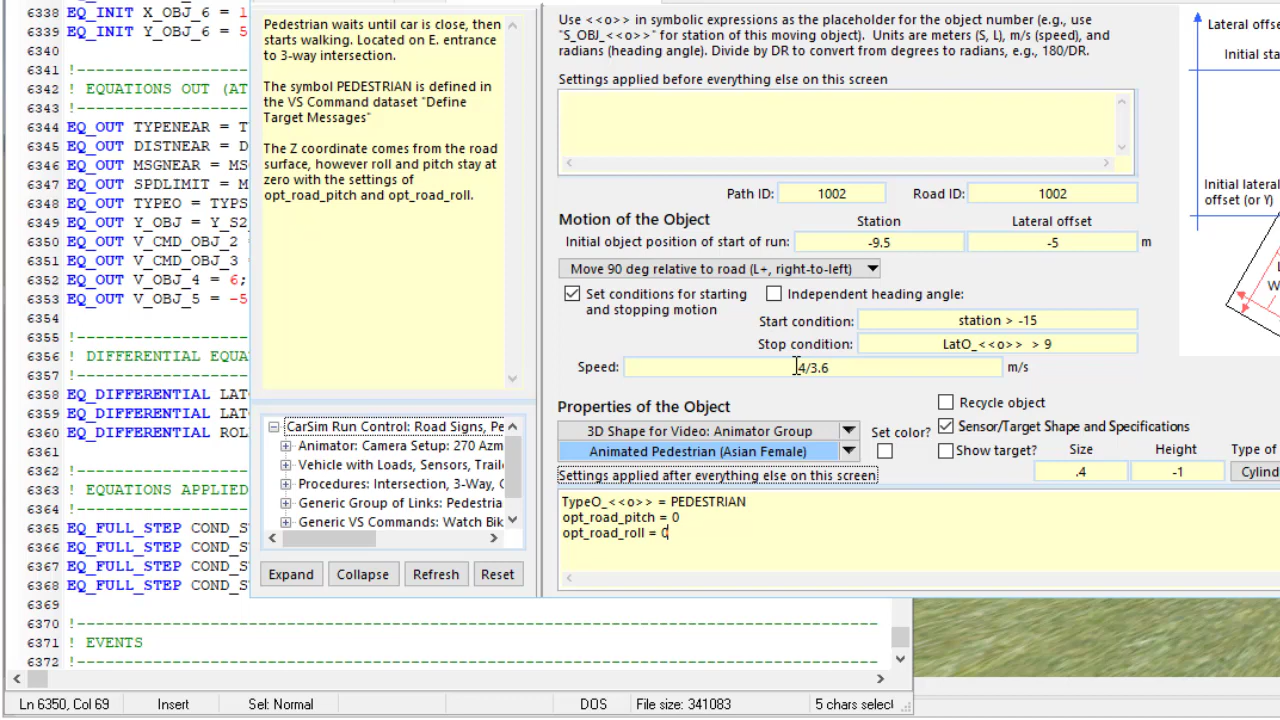 6338 EQ_INIT X_OBJ_6 = 1
6339 EQ_INIT Y_OBJ_6 = 5
6340
6341 !-------------------
6342 ! EQUATIONS OUT (AT
6343 !-------------------
6344 EQ_OUT TYPENEAR = T
6345 EQ_OUT DISTNEAR = D
6346 EQ_OUT MSGNEAR = MS
6347 EQ_OUT SPDLIMIT = M
6348 EQ_OUT TYPEO = TYPS
6349 EQ_OUT Y_OBJ = Y_S2
6350 EQ_OUT V_CMD_OBJ_2 =
6351 EQ_OUT V_CMD_OBJ_3 =
6352 EQ_OUT V_OBJ_4 = 6;
6353 EQ_OUT V_OBJ_5 = -5
6354
6355 !-------------------
6356 ! DIFFERENTIAL EQUA
6357 !-------------------
6358 EQ_DIFFERENTIAL LAT
6359 EQ_DIFFERENTIAL LAT
6360 EQ_DIFFERENTIAL ROL
6361
6362 !-------------------
6363 ! EQUATIONS APPLIED
6364 !-------------------
6365 EQ_FULL_STEP COND_S
6366 EQ_FULL_STEP COND_S
6367 EQ_FULL_STEP COND_S
6368 EQ_FULL_STEP COND_S
6369
6370 !-------------------
6371 ! EVENTS
6372 !-------------------
Ln 6350, Col 69 Insert Sel: Normal DOS File size: 341083 5 chars select
Pedestrian waits until car is close, then
starts walking. Located on E. entrance
to 3-way intersection.
The symbol PEDESTRIAN is defined in
the VS Command dataset "Define
Target Messages"
The Z coordinate comes from the road
surface, however roll and pitch stay at
zero with the settings of
opt_road_pitch and opt_road_roll.
CarSim Run Control: Road Signs, Pe
Animator: Camera Setup: 270 Azm
Vehicle with Loads, Sensors, Traile
Procedures: Intersection, 3-Way, C
Generic Group of Links: Pedestria
Generic VS Commands: Watch Bik
Expand Collapse Refresh Reset
Use <<o>> in symbolic expressions as the placeholder for the object number (e.g., use
"S_OBJ_<<o>>" for station of this moving object). Units are meters (S, L), m/s (speed), and
radians (heading angle). Divide by DR to convert from degrees to radians, e.g., 180/DR.
Settings applied before everything else on this screen
Path ID: 1002 Road ID: 1002
Motion of the Object Station Lateral offset
Initial object position of start of run: -9.5 -5 m
Move 90 deg relative to road (L+, right-to-left)
Set conditions for starting
and stopping motion
Independent heading angle:
Start condition: station > -15
Stop condition: LatO_<<o>> > 9
Speed: 4/3.6 m/s
Properties of the Object
Recycle object
3D Shape for Video: Animator Group
Set color?
Sensor/Target Shape and Specifications
Animated Pedestrian (Asian Female)
Show target? Size Height Type of
.4 -1 Cylind
Settings applied after everything else on this screen
TypeO_<<o>> = PEDESTRIAN
opt_road_pitch = 0
opt_road_roll = 0
Lateral offse
Initial sta
Initial lateral
offset (or Y)
L
W